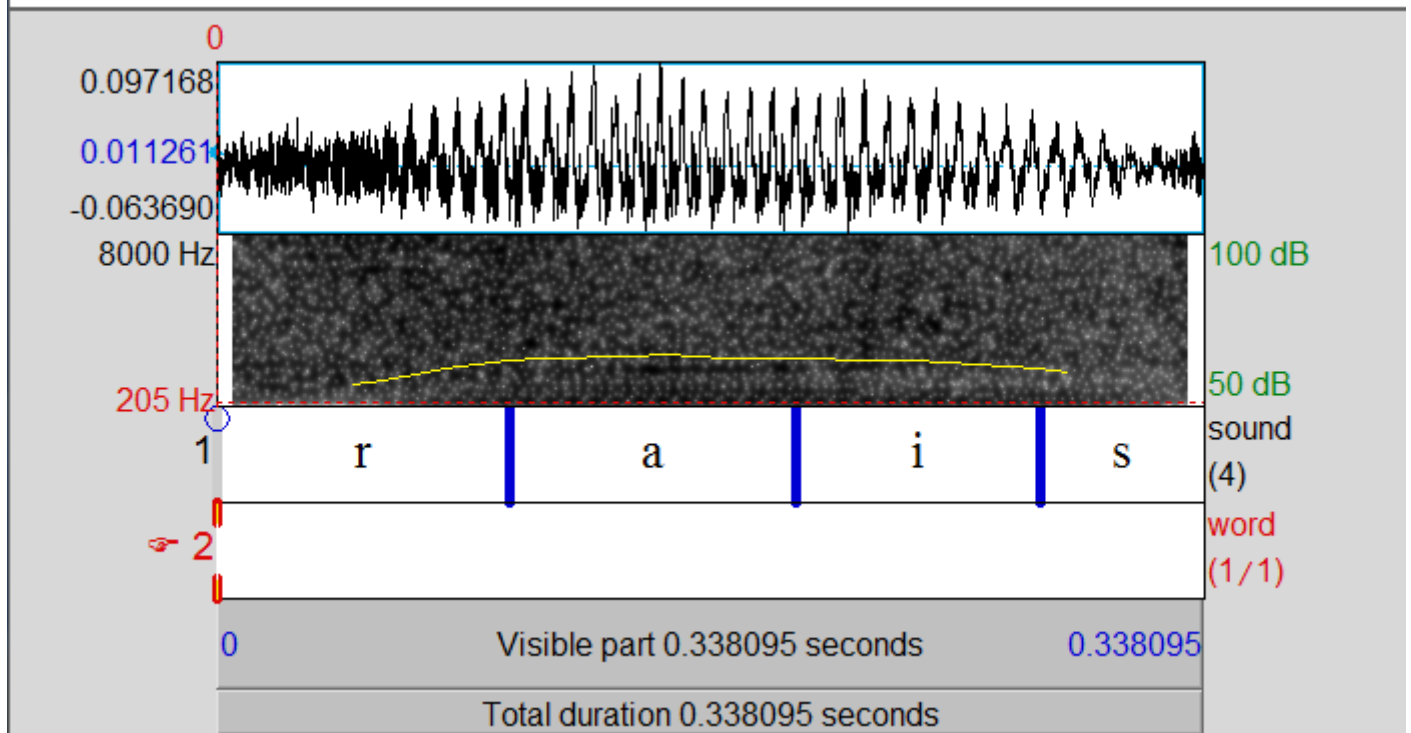 0
0.097168
0.011261
-0.063690
8000 Hz 100 dB
205 Hz 50 dB
1 r a i s sound
(4)
☞ 2 word
(1/1)
0 Visible part 0.338095 seconds 0.338095
Total duration 0.338095 seconds